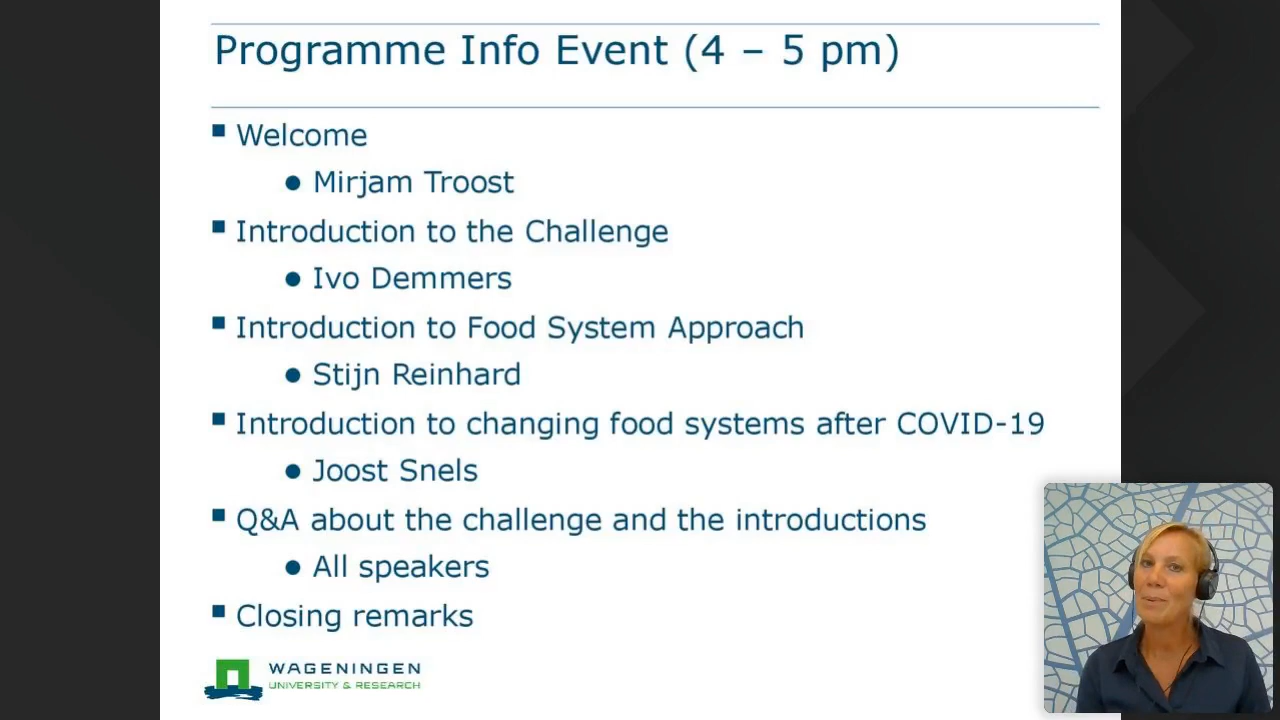 Programme Info Event (4 – 5 pm)
Welcome
Mirjam Troost
Introduction to the Challenge
Ivo Demmers
Introduction to Food System Approach
Stijn Reinhard
Introduction to changing food systems after COVID-19
Joost Snels
Q&A about the challenge and the introductions
All speakers
Closing remarks
WAGENINGEN
UNIVERSITY & RESEARCH